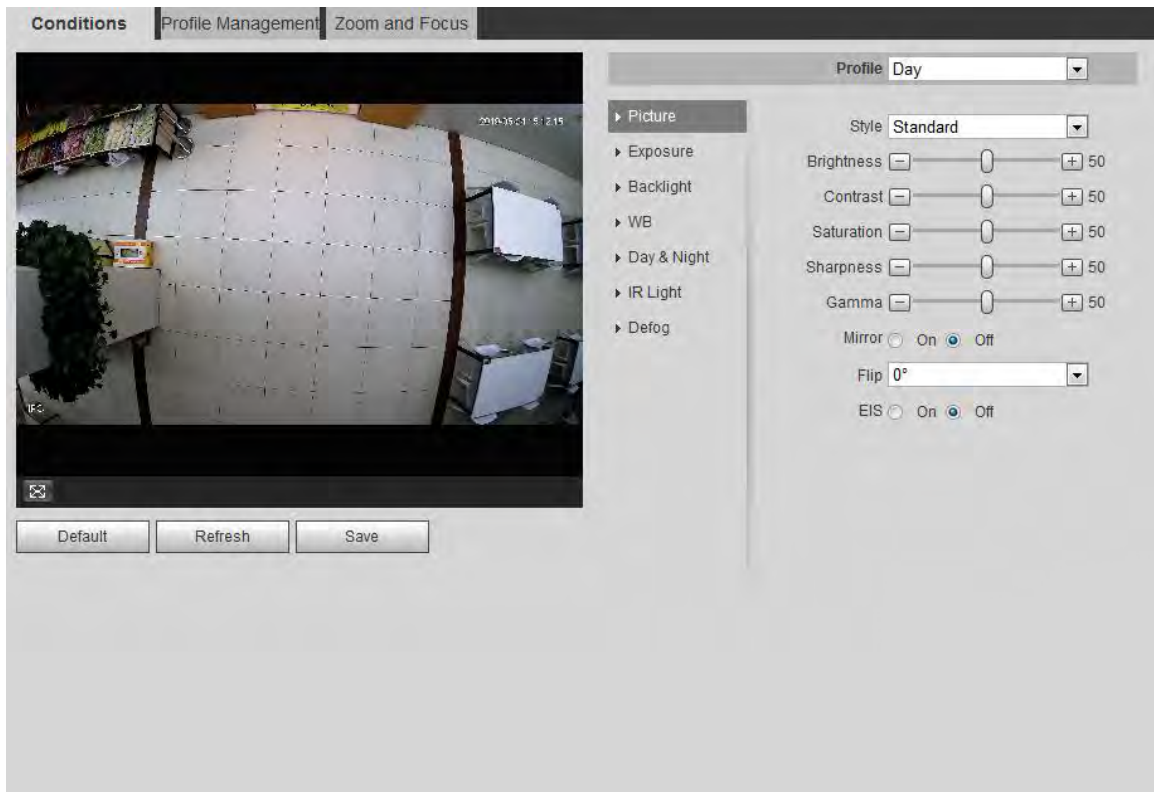 Conditions
Profile Management
Zoom and Focus
Profile Day
Picture
Exposure
Backlight
WB
Day & Night
IR Light
Defog
Style Standard
Brightness - + 50
Contrast - + 50
Saturation - + 50
Sharpness - + 50
Gamma - + 50
Mirror On Off
Flip 0°
EIS On Off
Default
Refresh
Save